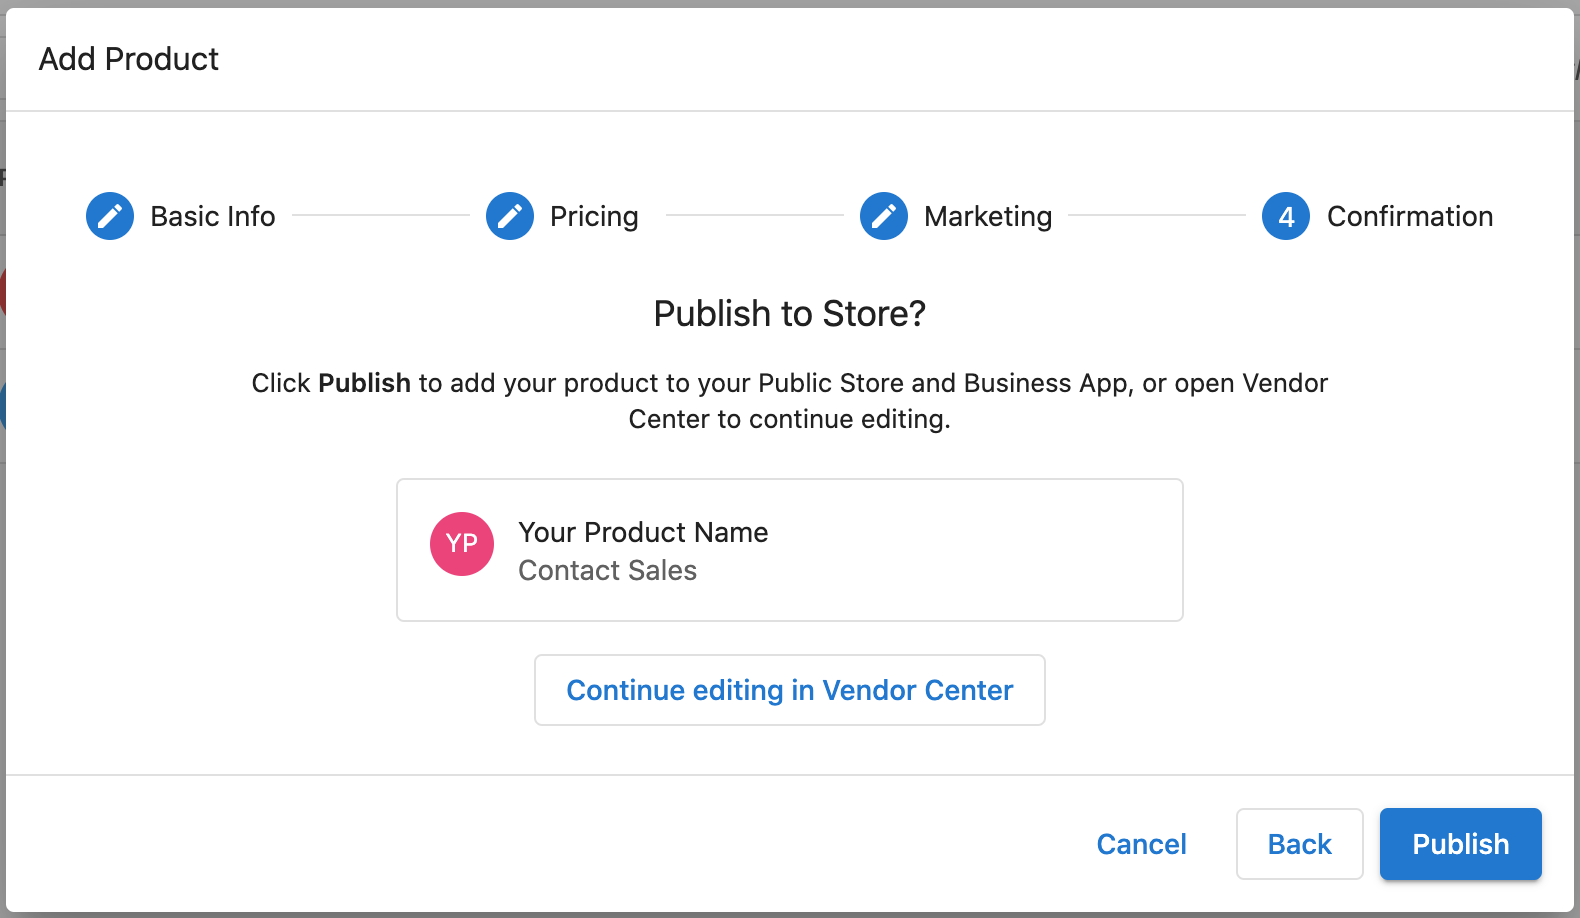 Add Product
Basic Info
Pricing
Marketing
4 Confirmation
Publish to Store?
Click Publish to add your product to your Public Store and Business App, or open Vendor
Center to continue editing.
YP
Your Product Name
Contact Sales
Continue editing in Vendor Center
Cancel
Back
Publish